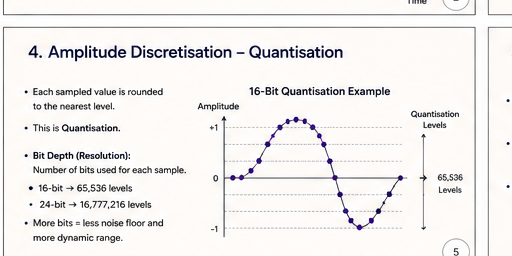 Time
4. Amplitude Discretisation – Quantisation
• Each sampled value is rounded
to the nearest level.
• This is Quantisation.
• Bit Depth (Resolution):
Number of bits used for each sample.
• 16-bit → 65,536 levels
• 24-bit → 16,777,216 levels
• More bits = less noise floor and
more dynamic range.
16-Bit Quantisation Example
Amplitude
+1
0
-1
Quantisation
Levels
65,536
Levels
5